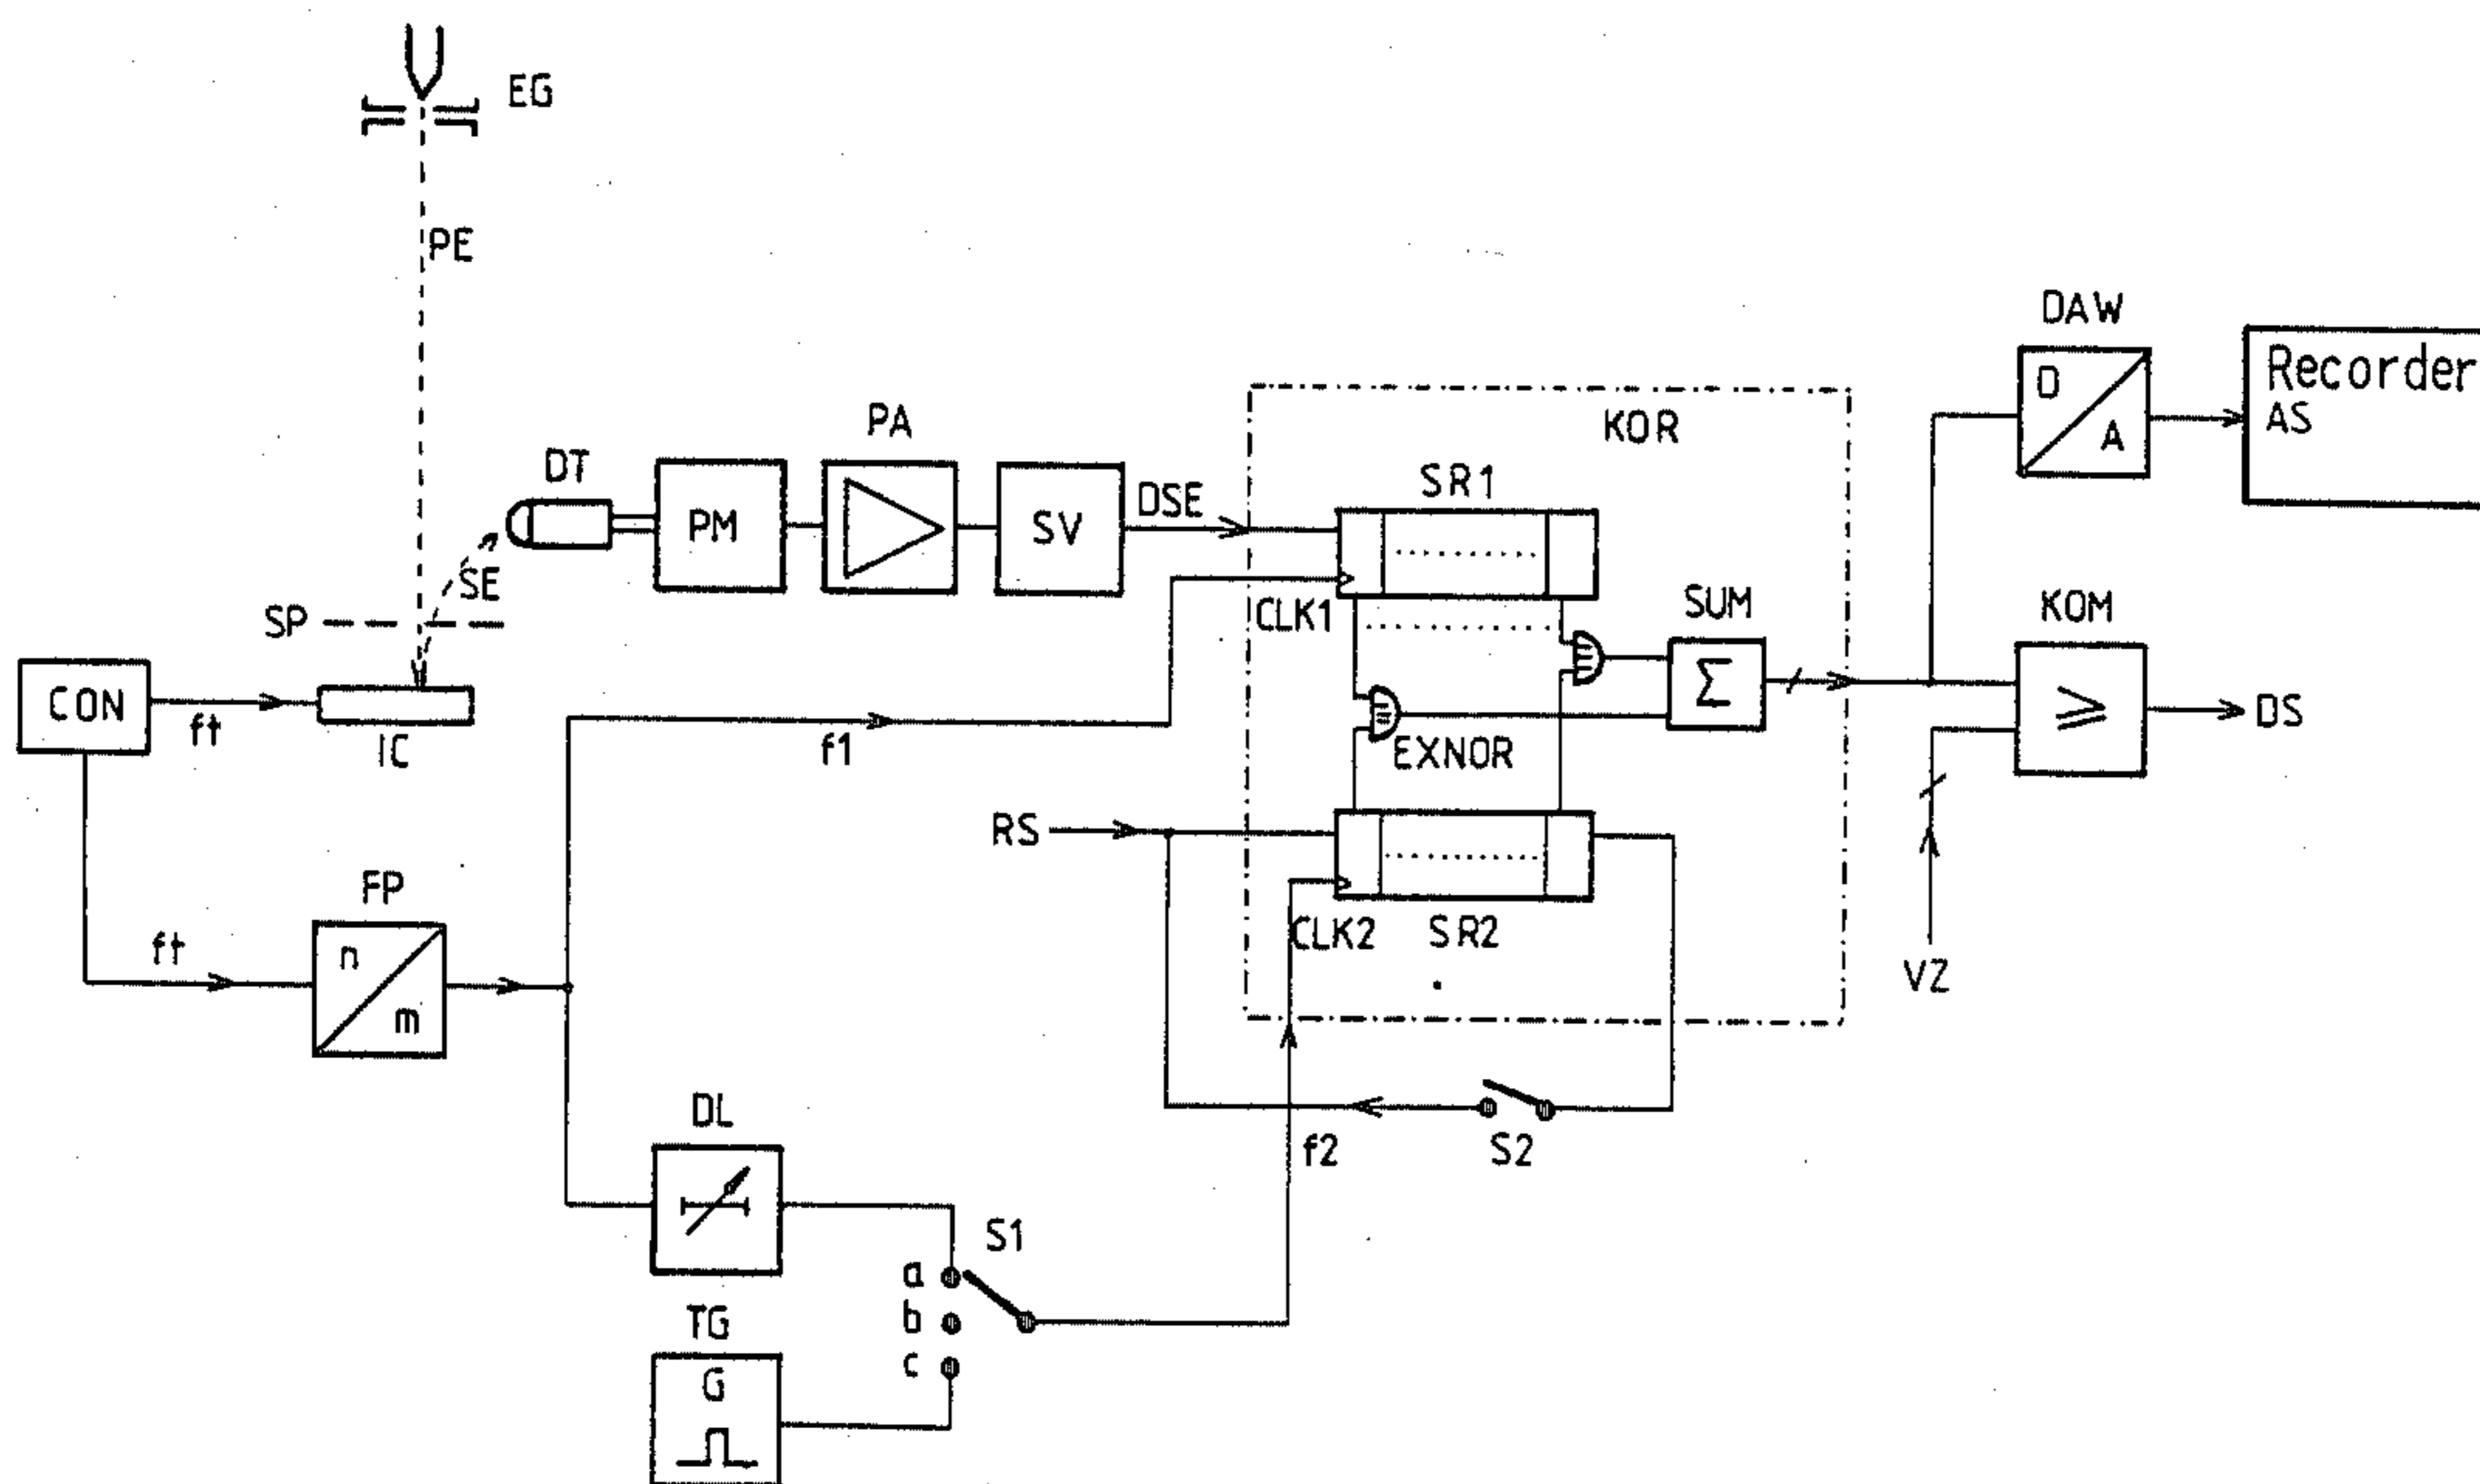 EG
PE
DAW
D
A
Recorder
AS
PA
KOR
DT
PM
SV
DSE
SR1
SE
SP
CLK1
SUM
Σ
KOM
≥
DS
CON
ft
IC
f1
EXNOR
RS
FP
ft
n
m
CLK2
SR2
VZ
DL
f2
S2
S1
a
b
c
TG
G